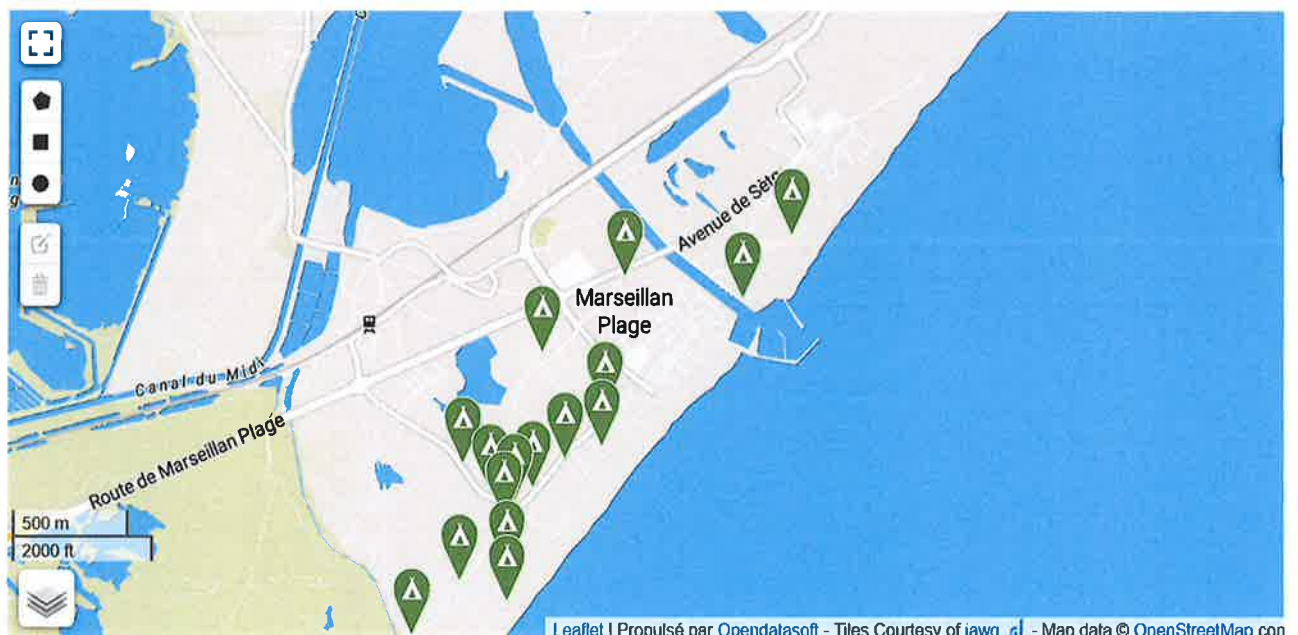 Avenue de Sète
Marseillan
Plage
Canal du Midi
Route de Marseillan Plage
500 m
2000 ft
Leaflet | Propulsé par Opendatasoft - Tiles Courtesy of jawg - Map data © OpenStreetMap con